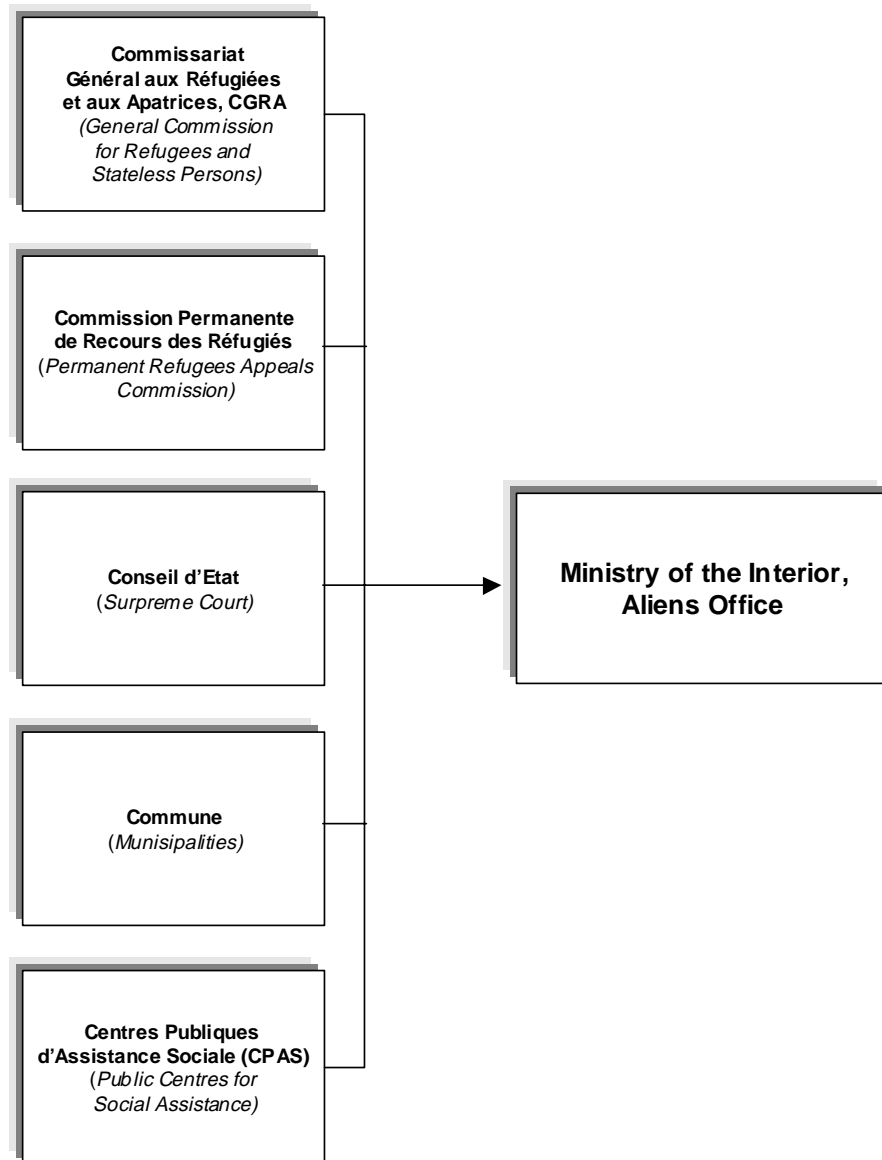 Commissariat
Général aux Réfugiées
et aux Apatrices, CGRA
(General Commission
for Refugees and
Stateless Persons)
Commission Permanente
de Recours des Réfugiés
(Permanent Refugees Appeals
Commission)
Conseil d'Etat
(Surpreme Court)
Ministry of the Interior,
Aliens Office
Commune
(Munisipalities)
Centres Publiques
d'Assistance Sociale (CPAS)
(Public Centres for
Social Assistance)